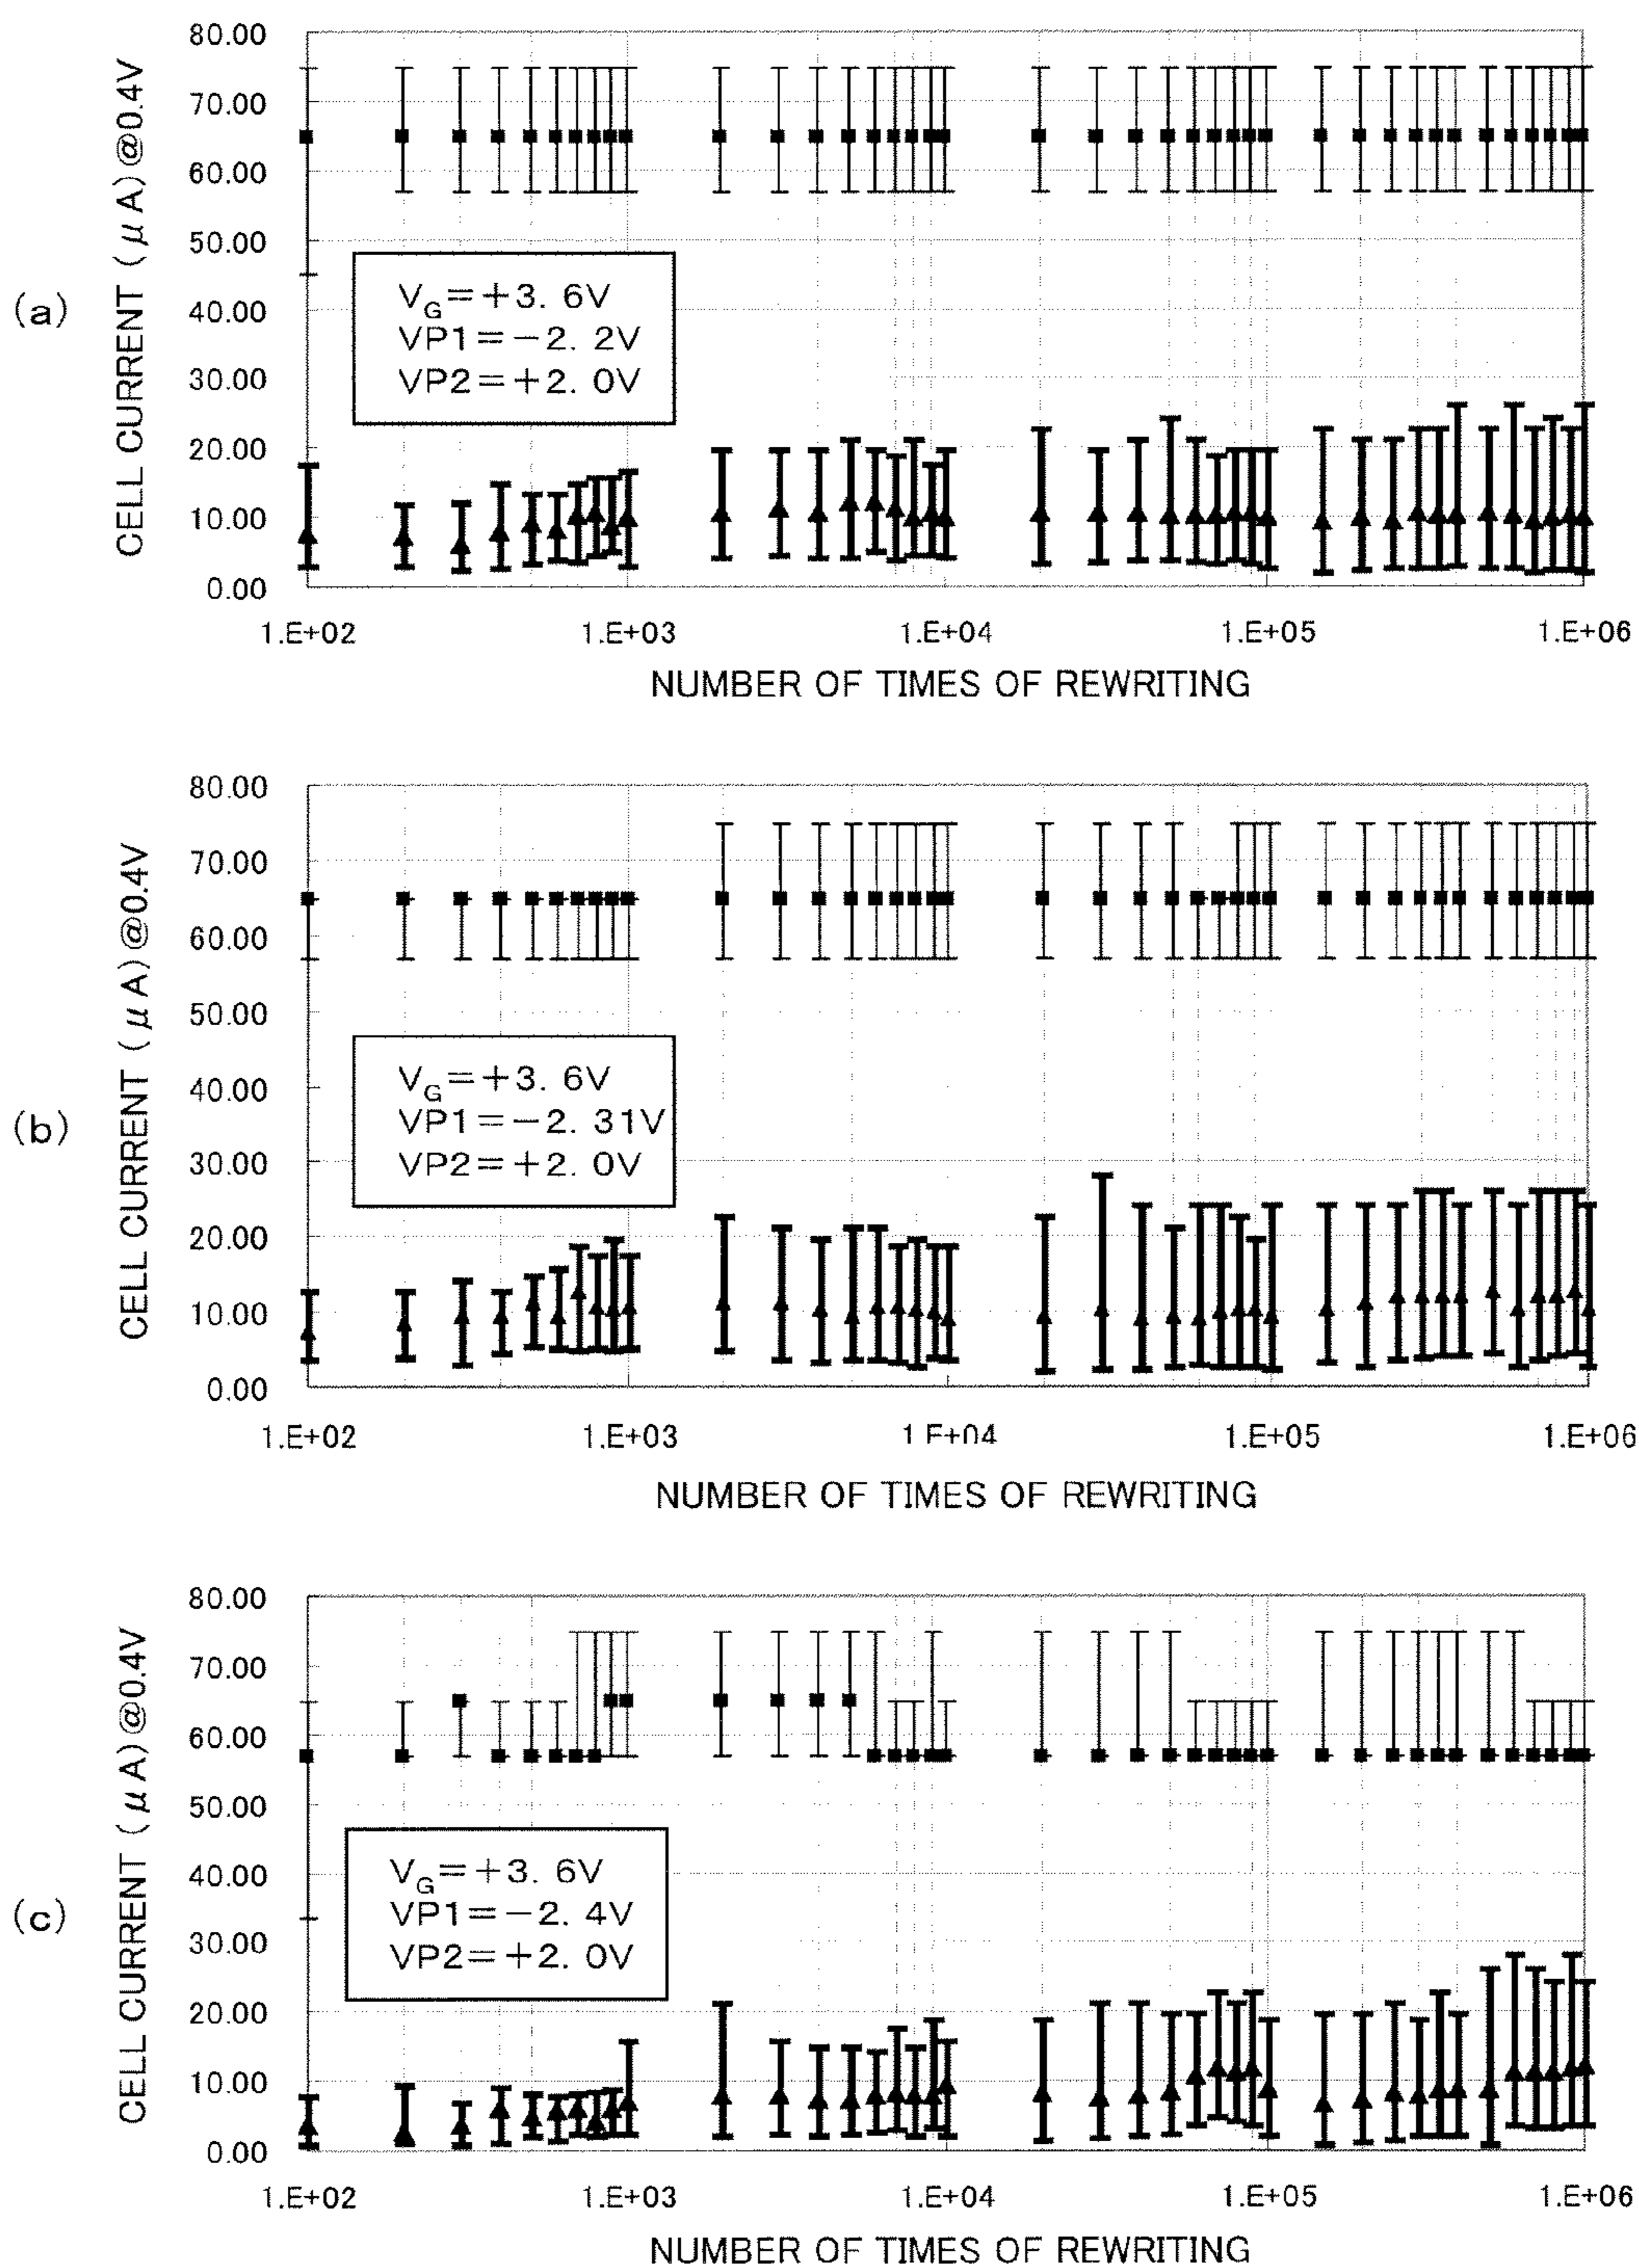 (a)
CELL CURRENT (μA)@0.4V
80.00
70.00
60.00
50.00
40.00
30.00
20.00
10.00
0.00
VG=+3.6V
VP1=-2.2V
VP2=+2.0V
1.E+02 1.E+03 1.E+04 1.E+05 1.E+06
NUMBER OF TIMES OF REWRITING
(b)
CELL CURRENT (μA)@0.4V
80.00
70.00
60.00
50.00
40.00
30.00
20.00
10.00
0.00
VG=+3.6V
VP1=-2.31V
VP2=+2.0V
1.E+02 1.E+03 1 E+04 1.E+05 1.E+06
NUMBER OF TIMES OF REWRITING
(c)
CELL CURRENT (μA)@0.4V
80.00
70.00
60.00
50.00
40.00
30.00
20.00
10.00
0.00
VG=+3.6V
VP1=-2.4V
VP2=+2.0V
1.E+02 1.E+03 1.E+04 1.E+05 1.E+06
NUMBER OF TIMES OF REWRITING